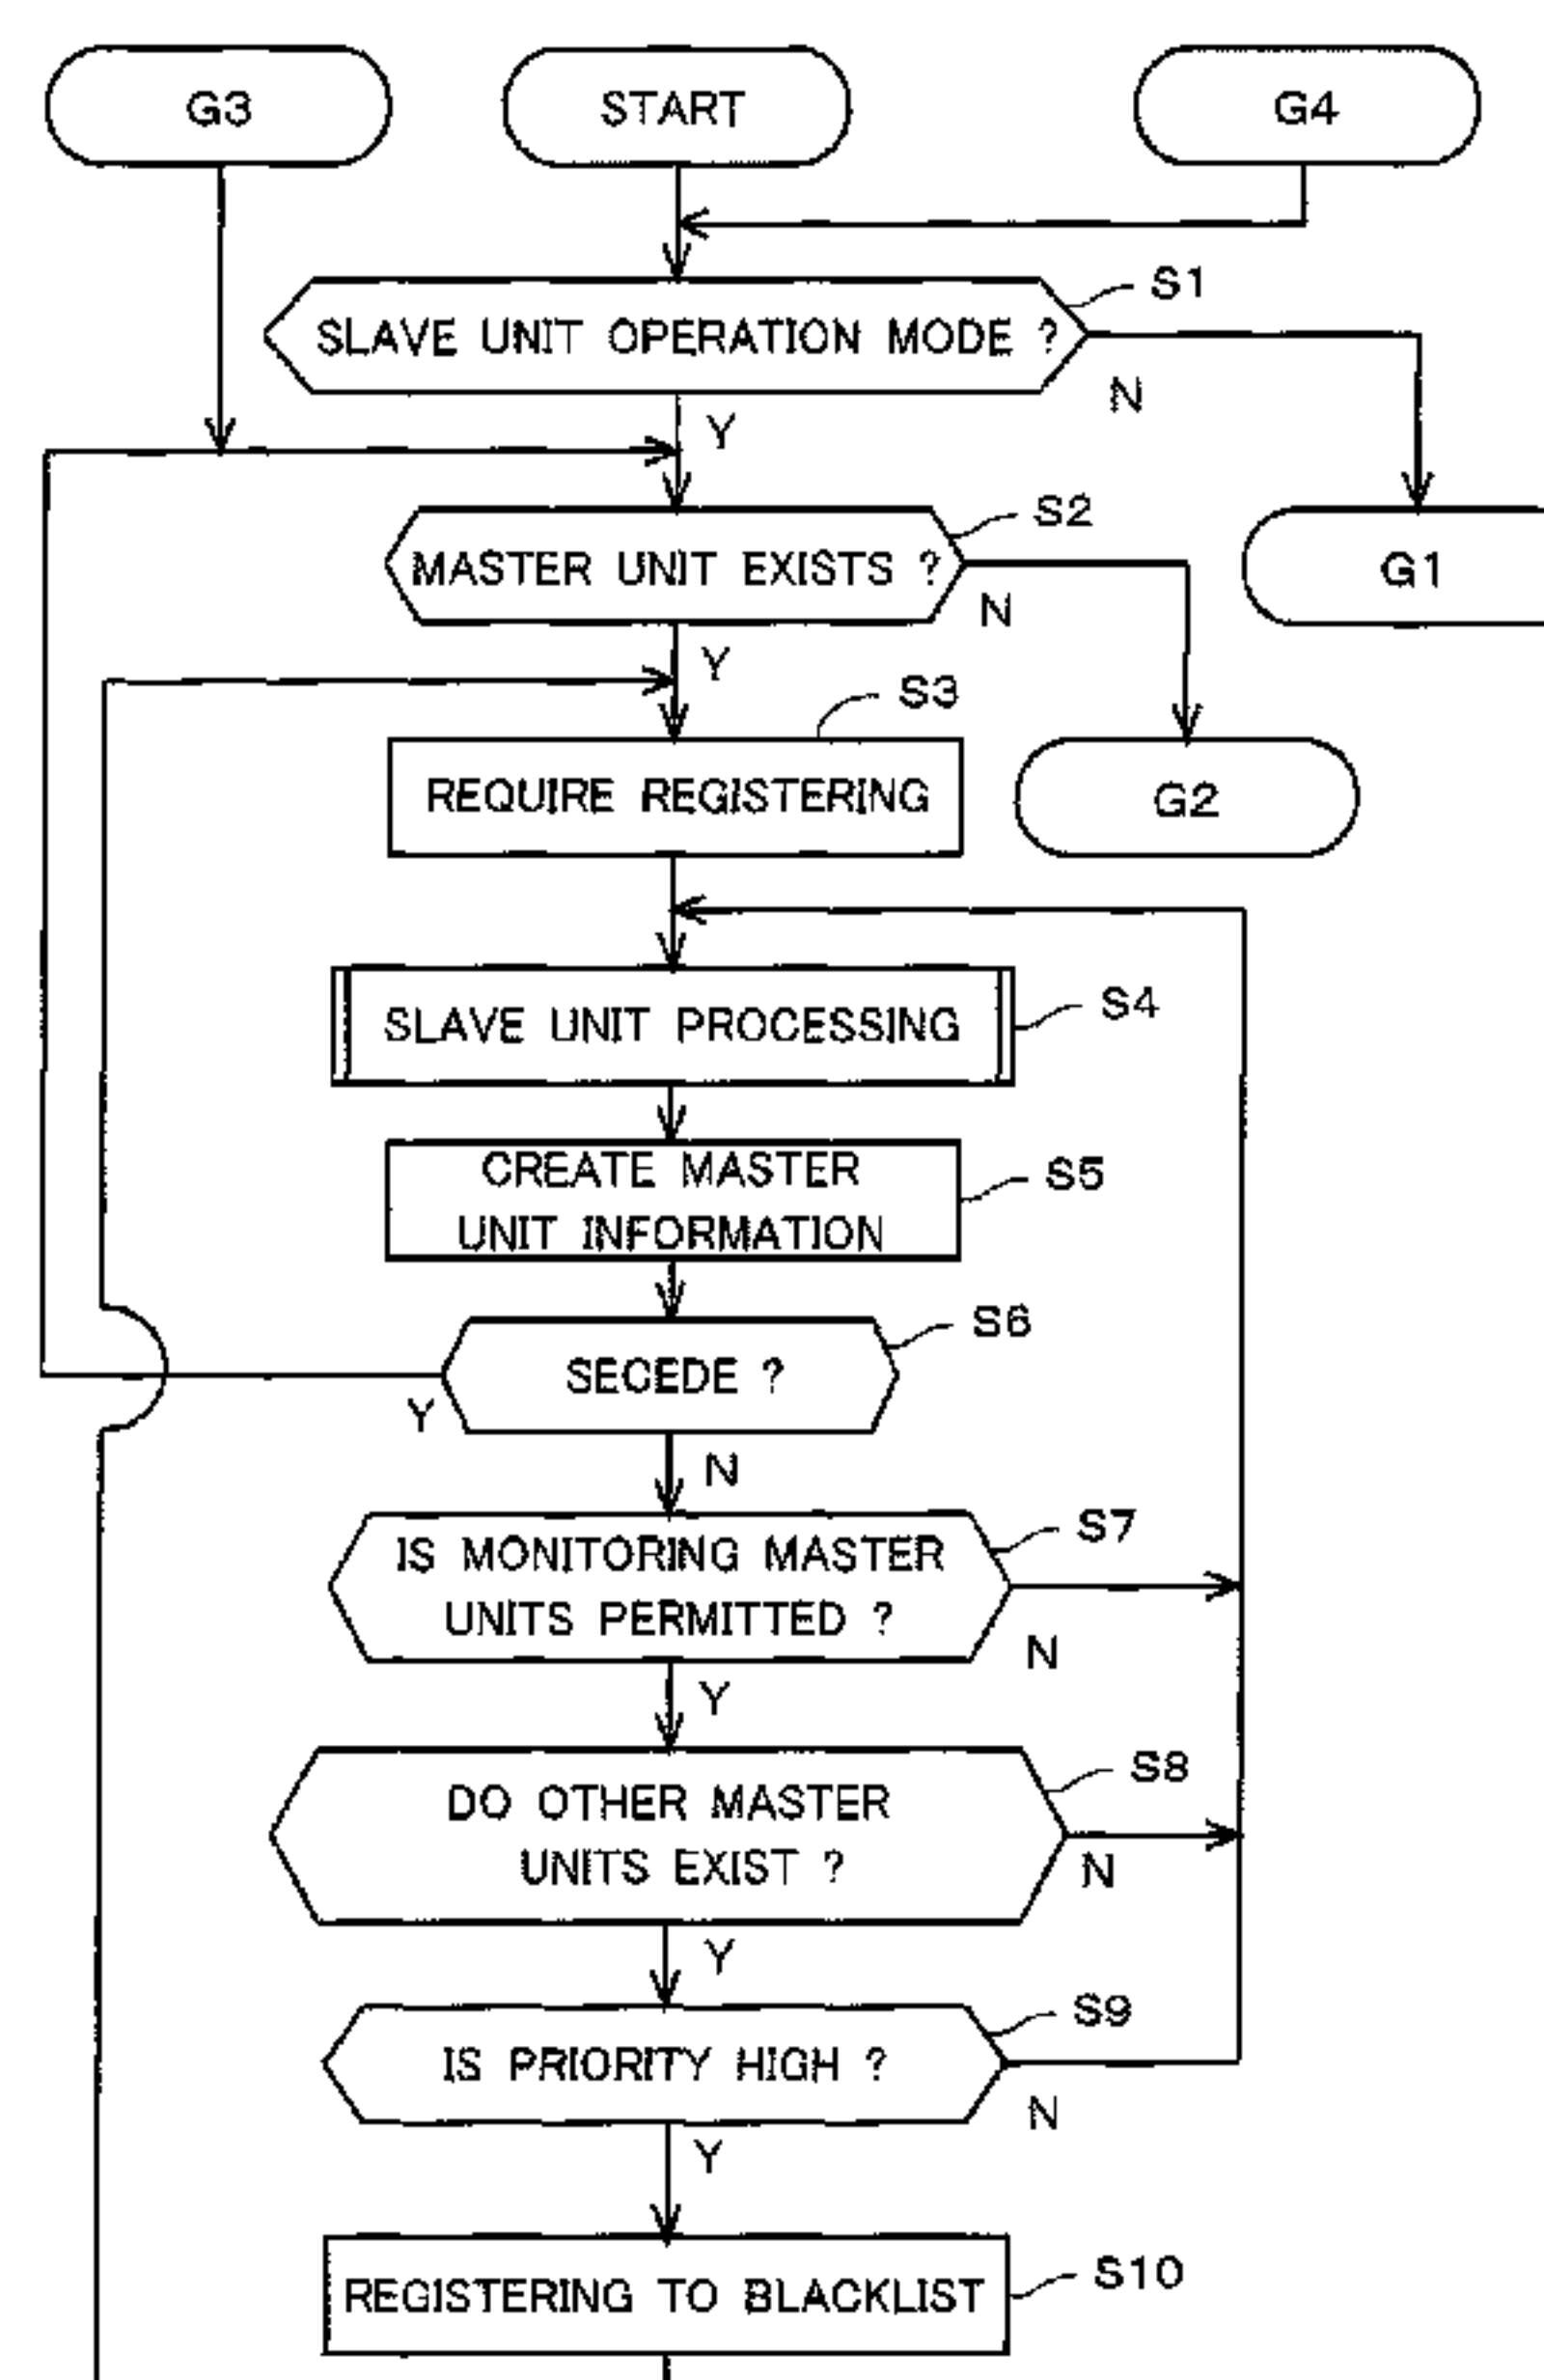 G3
START
G4
S1
SLAVE UNIT OPERATION MODE ?
N
Y
S2
MASTER UNIT EXISTS ?
G1
N
Y
S3
REQUIRE REGISTERING
G2
S4
SLAVE UNIT PROCESSING
CREATE MASTER
UNIT INFORMATION
S5
S6
SECEDE ?
Y
N
S7
IS MONITORING MASTER
UNITS PERMITTED ?
N
Y
S8
DO OTHER MASTER
UNITS EXIST ?
N
Y
S9
IS PRIORITY HIGH ?
N
Y
S10
REGISTERING TO BLACKLIST